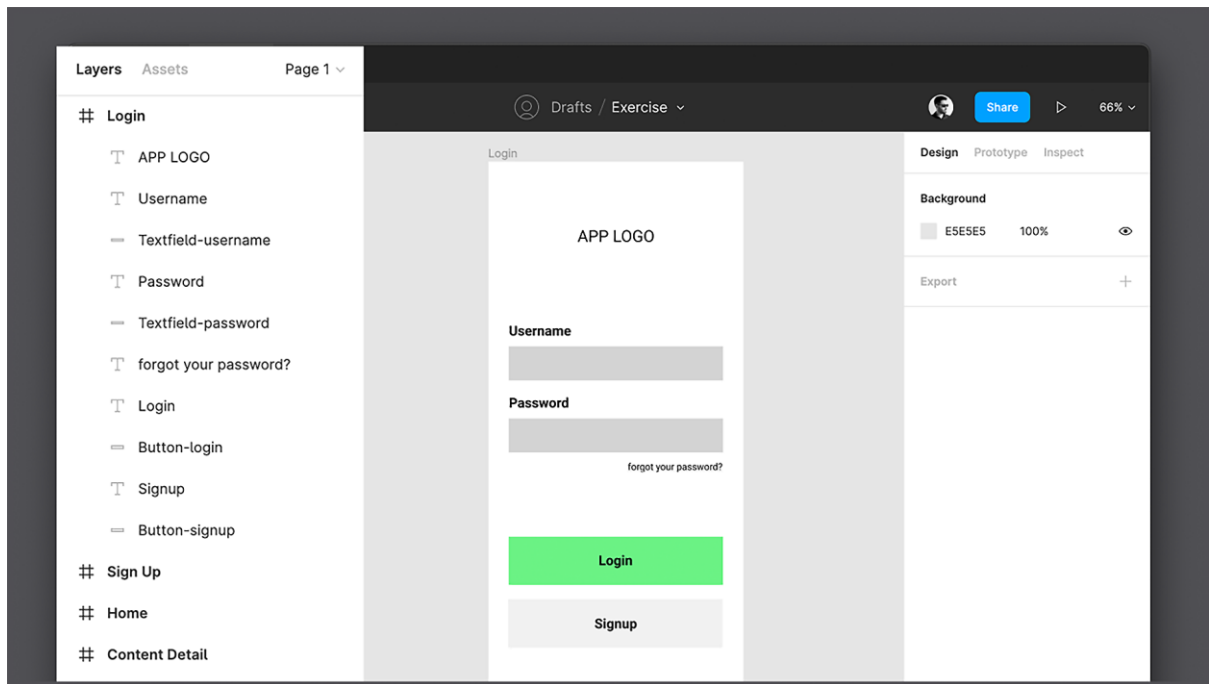 Layers Assets Page 1
Login
APP LOGO
Username
Textfield-username
Password
Textfield-password
forgot your password?
Login
Button-login
Signup
Button-signup
Sign Up
Home
Content Detail
Drafts / Exercise
Share
66%
Login
APP LOGO
Username
Password
forgot your password?
Login
Signup
Design Prototype Inspect
Background
E5E5E5 100%
Export